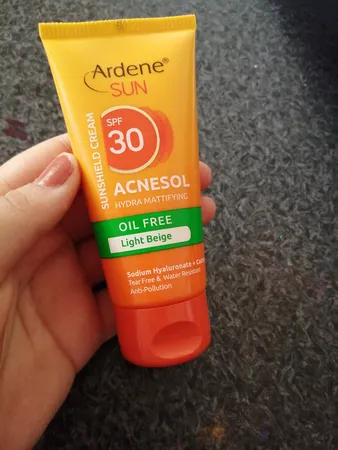 Ardene®
SUN
SUNSHIELD CREAM
SPF
30
ACNESOL
HYDRA MATTIFYING
OIL FREE
Light Beige
Sodium Hyaluronate +
Tear Free & Water Resistant
Anti-Pollution